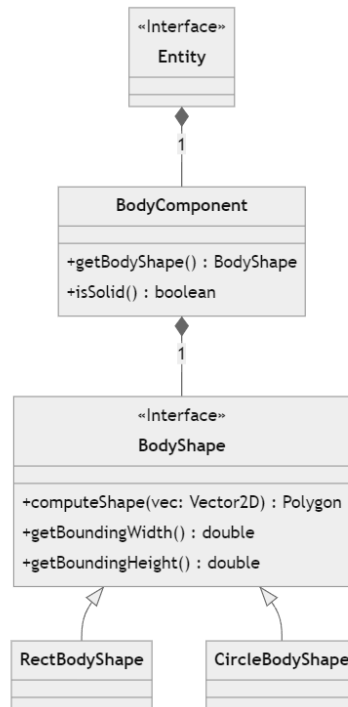 «Interface»
Entity
1
BodyComponent
+getBodyShape() : BodyShape
+isSolid() : boolean
1
«Interface»
BodyShape
+computeShape(vec: Vector2D) : Polygon
+getBoundingWidth() : double
+getBoundingHeight() : double
RectBodyShape
CircleBodyShape